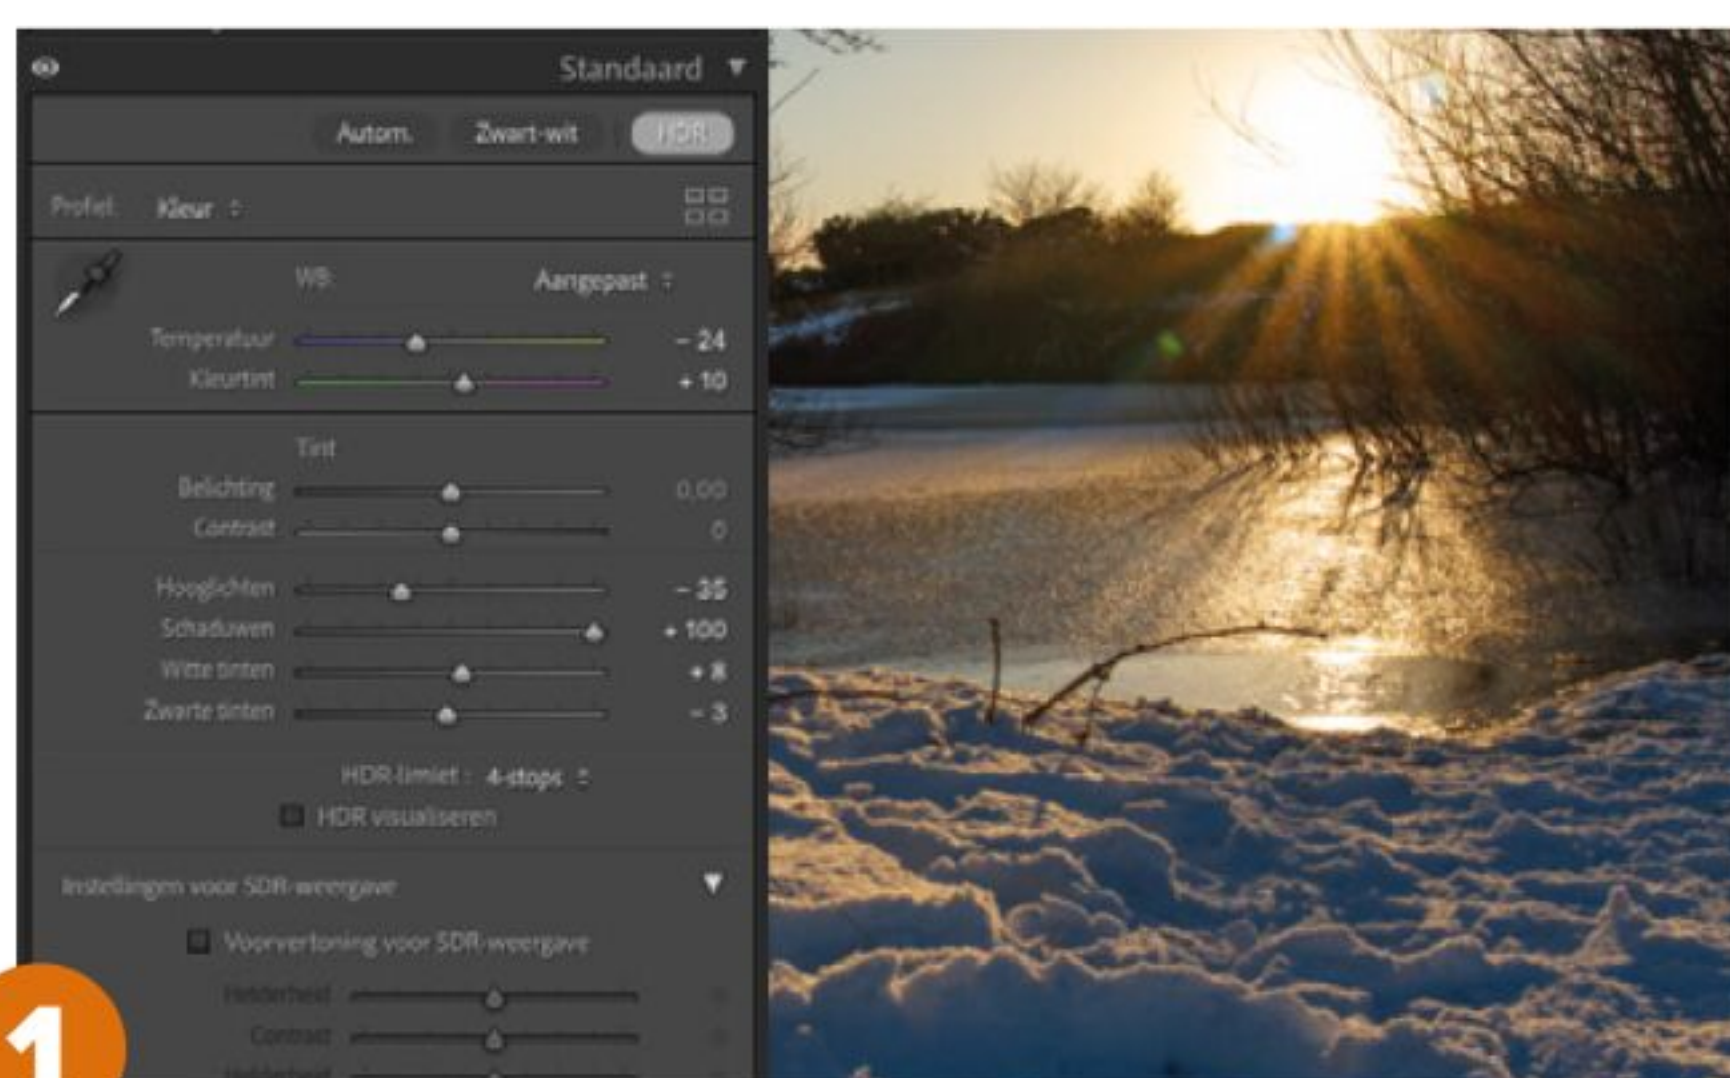 Standaard
Autom. Zwart-wit HDR
Profiel: Kleur
WB: Aangepast
Temperatuur - 24
Kleurtint + 10
Tint
Belichting 0,00
Contrast 0
Hooglichten - 35
Schaduwen + 100
Witte tinten + 8
Zwarte tinten - 3
HDR-limiet : 4-stops
HDR visualiseren
Instellingen voor SDR-weergave
Voorvertoning voor SDR-weergave
Helderheid
Contrast
1